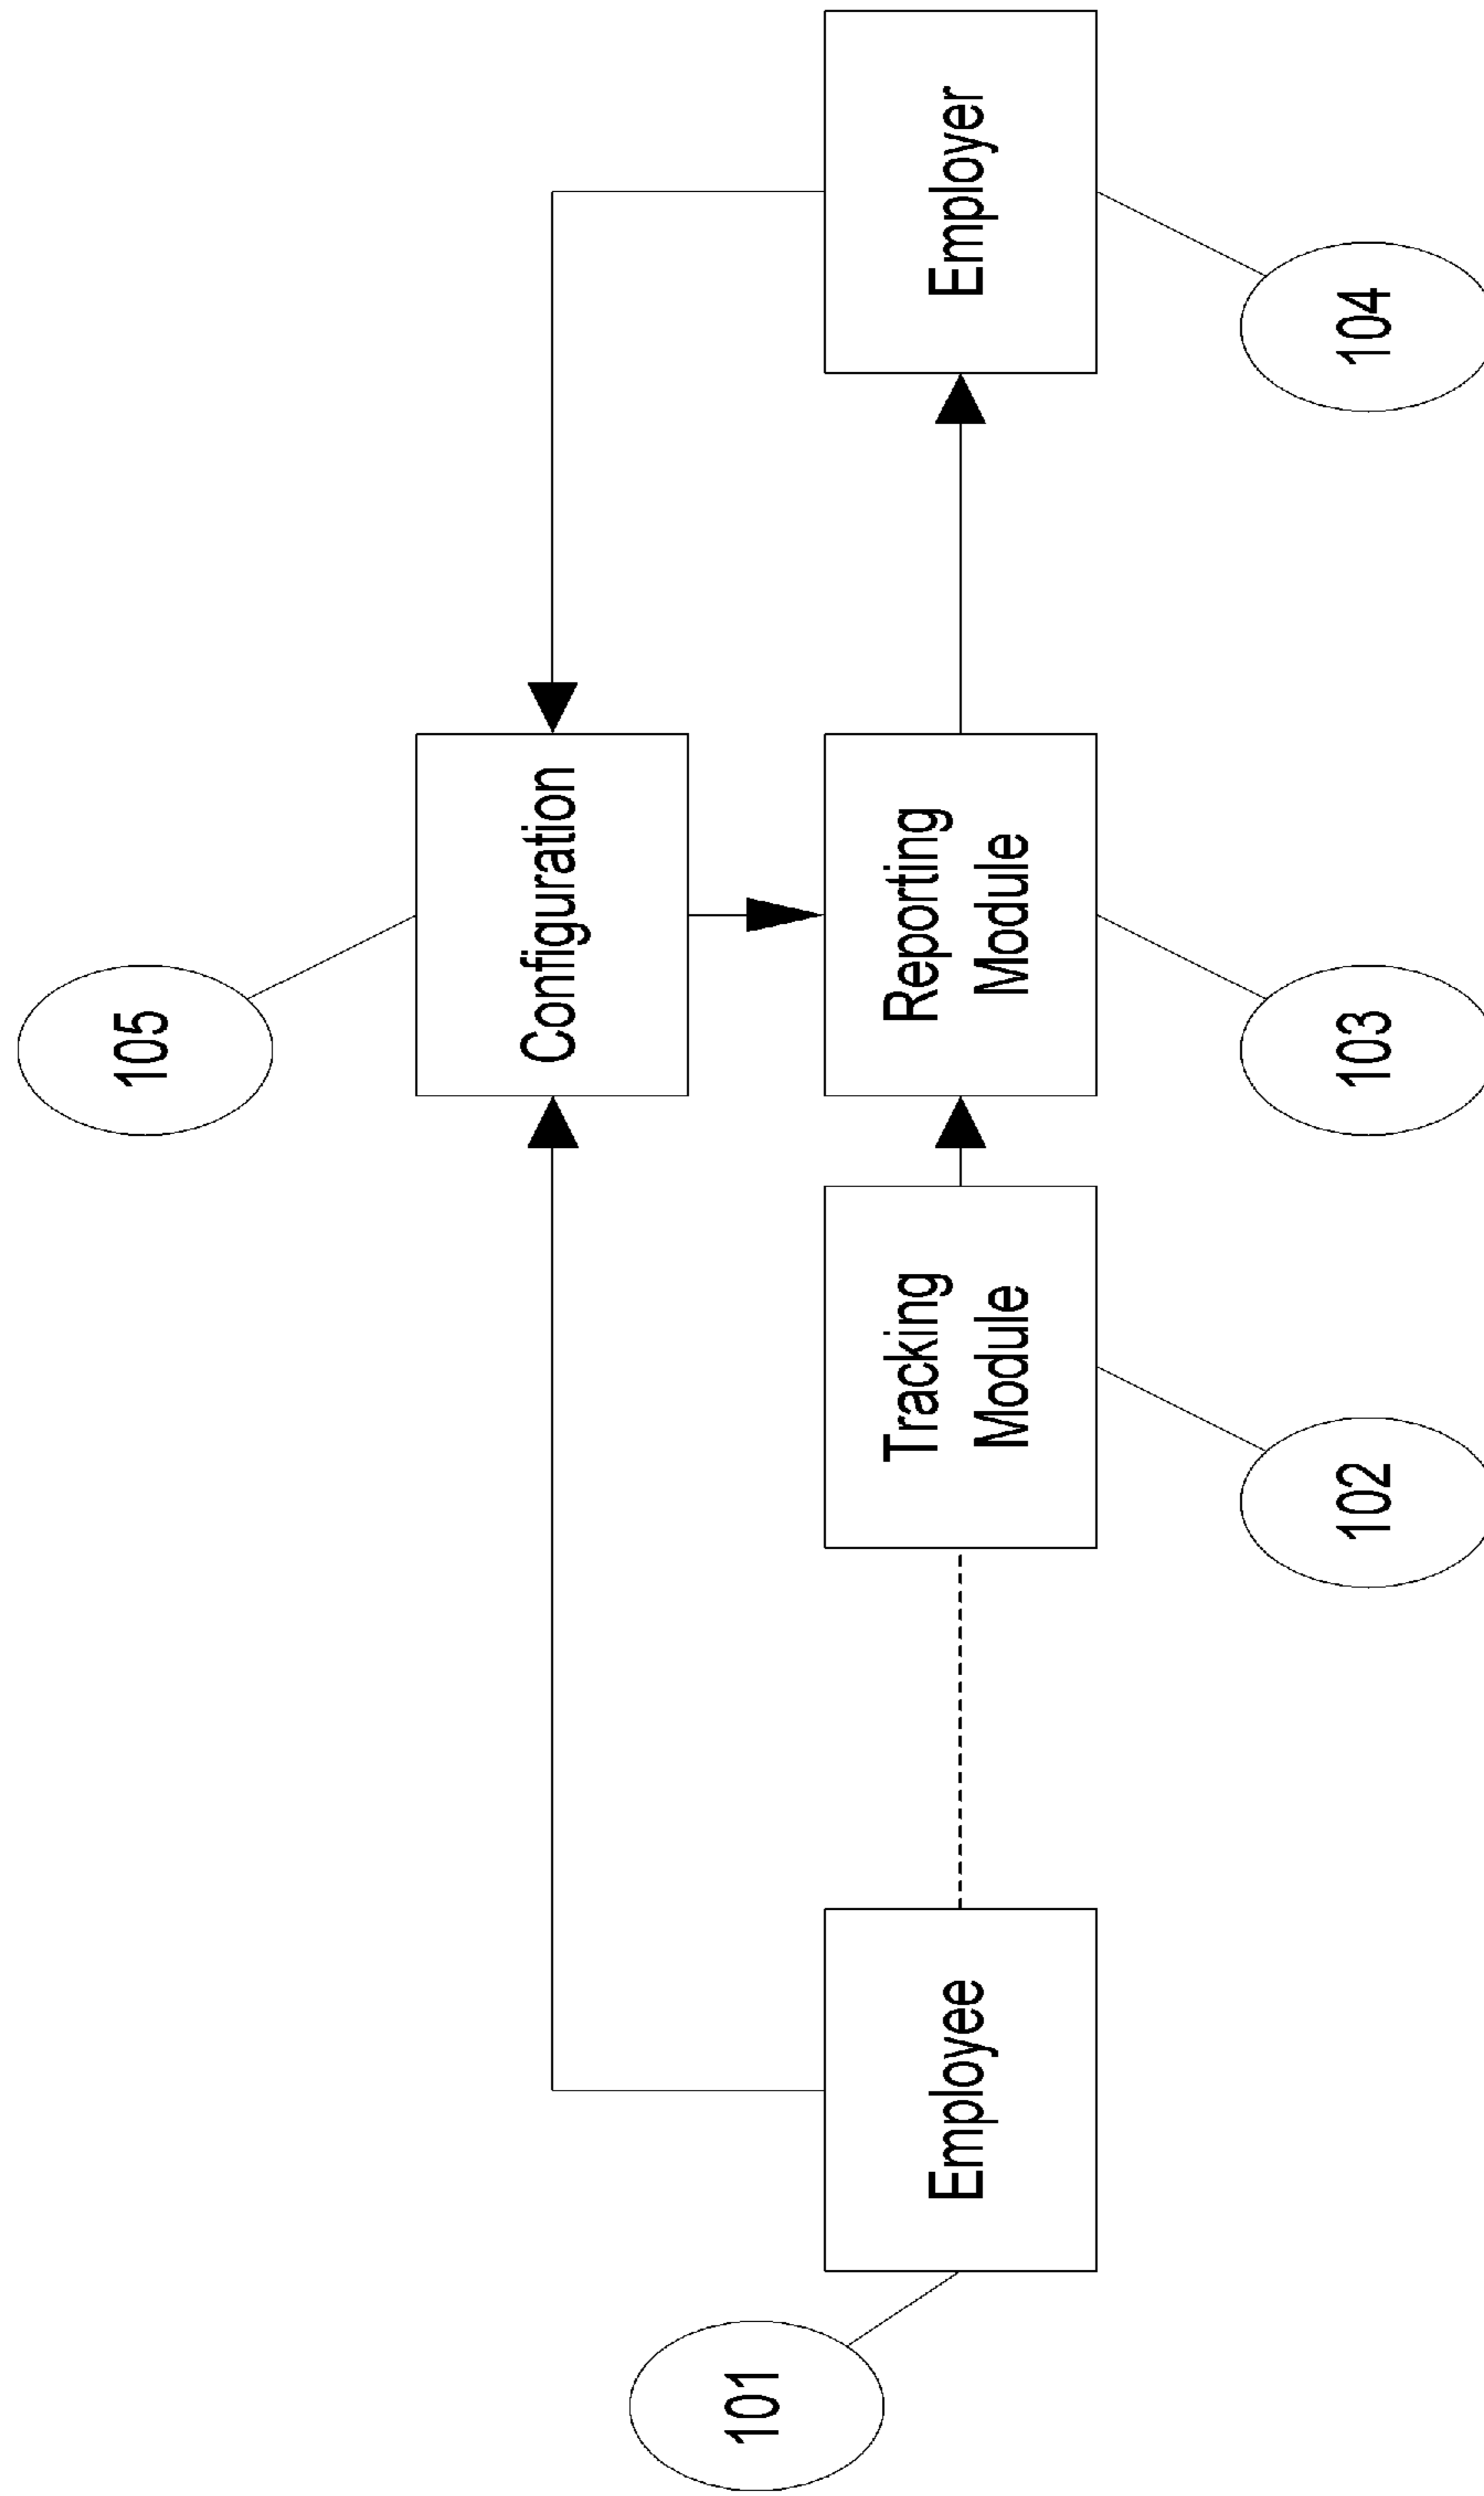 105
Configuration
Employee
Tracking
Module
Reporting
Module
Employer
101
102
103
104